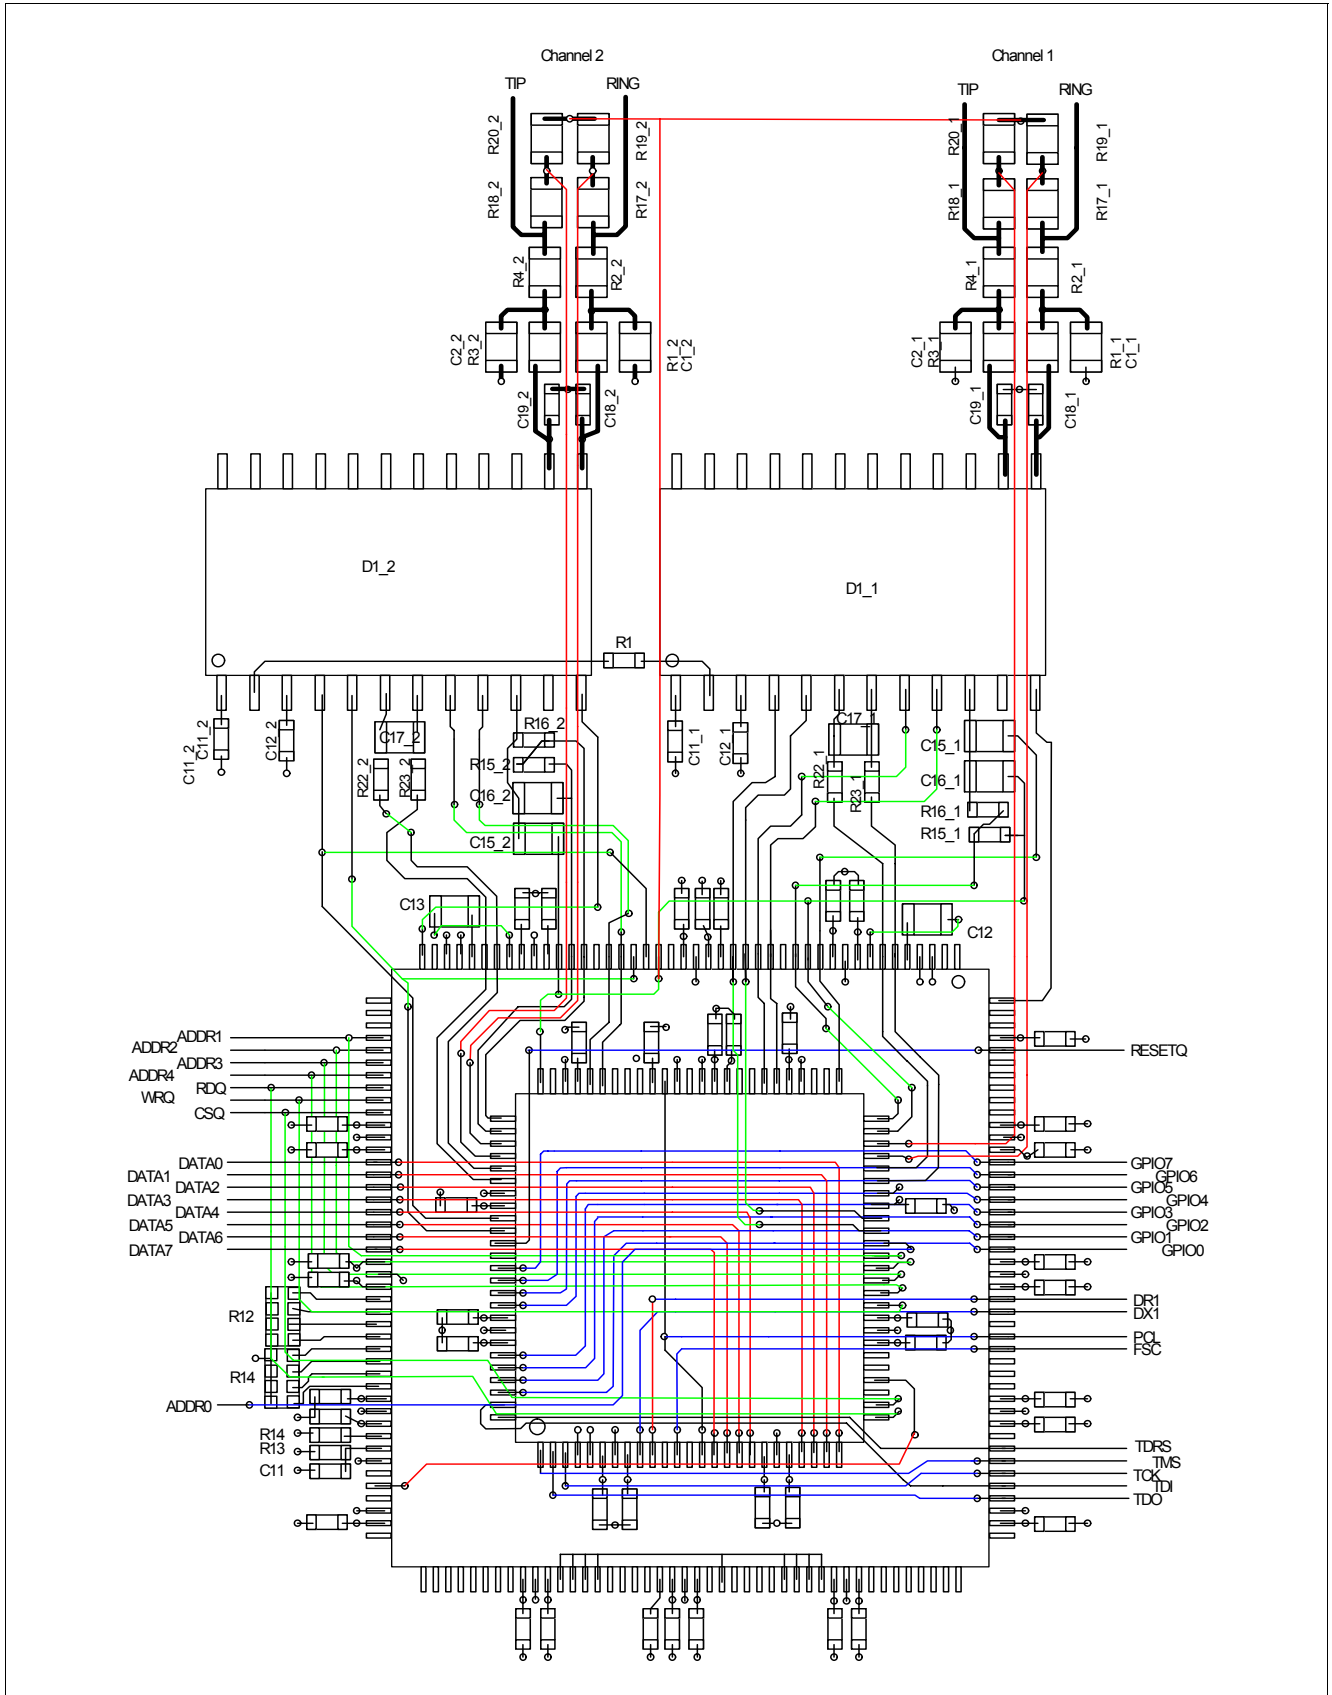 Channel 2
Channel 1
TIP
RING
TIP
RING
R20_2
R19_2
R20_1
R19_1
R18_2
R17_2
R18_1
R17_1
R4_2
R2_2
R4_1
R2_1
C2_2
R3_2
R1_2
C1_2
C2_1
R3_1
R1_1
C1_1
C19_2
C18_2
C19_1
C18_1
D1_2
D1_1
R1
C11_2
C11_2
C12_2
C17_2
R16_2
C11_1
C12_1
C17_1
C15_1
R22_2
R23_2
R15_2
C16_2
C15_2
R22_1
R23_1
C16_1
R16_1
R15_1
C13
C12
ADDR1
ADDR2
ADDR3
ADDR4
RDQ
WRQ
CSQ
RESETQ
DATA0
DATA1
DATA2
DATA3
DATA4
DATA5
DATA6
DATA7
GPIO7
GPIO6
GPIO5
GPIO4
GPIO3
GPIO2
GPIO1
GPIO0
R12
DR1
DX1
PCL
FSC
R14
ADDR0
R14
R13
C11
TDRS
TMS
TCK
TDI
TDO